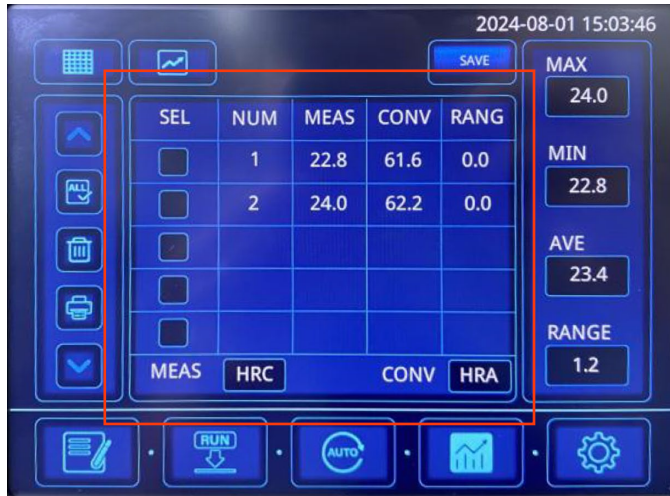 2024-08-01 15:03:46
SAVE
SEL NUM MEAS CONV RANG
1 22.8 61.6 0.0
2 24.0 62.2 0.0
MEAS HRC CONV HRA
MAX
24.0
MIN
22.8
AVE
23.4
RANGE
1.2
ALL
RUN
AUTO